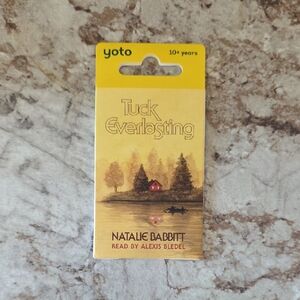 yoto 10+ years
Tuck
Everlasting
NATALIE BABBITT
READ BY ALEXIS BLEDEL